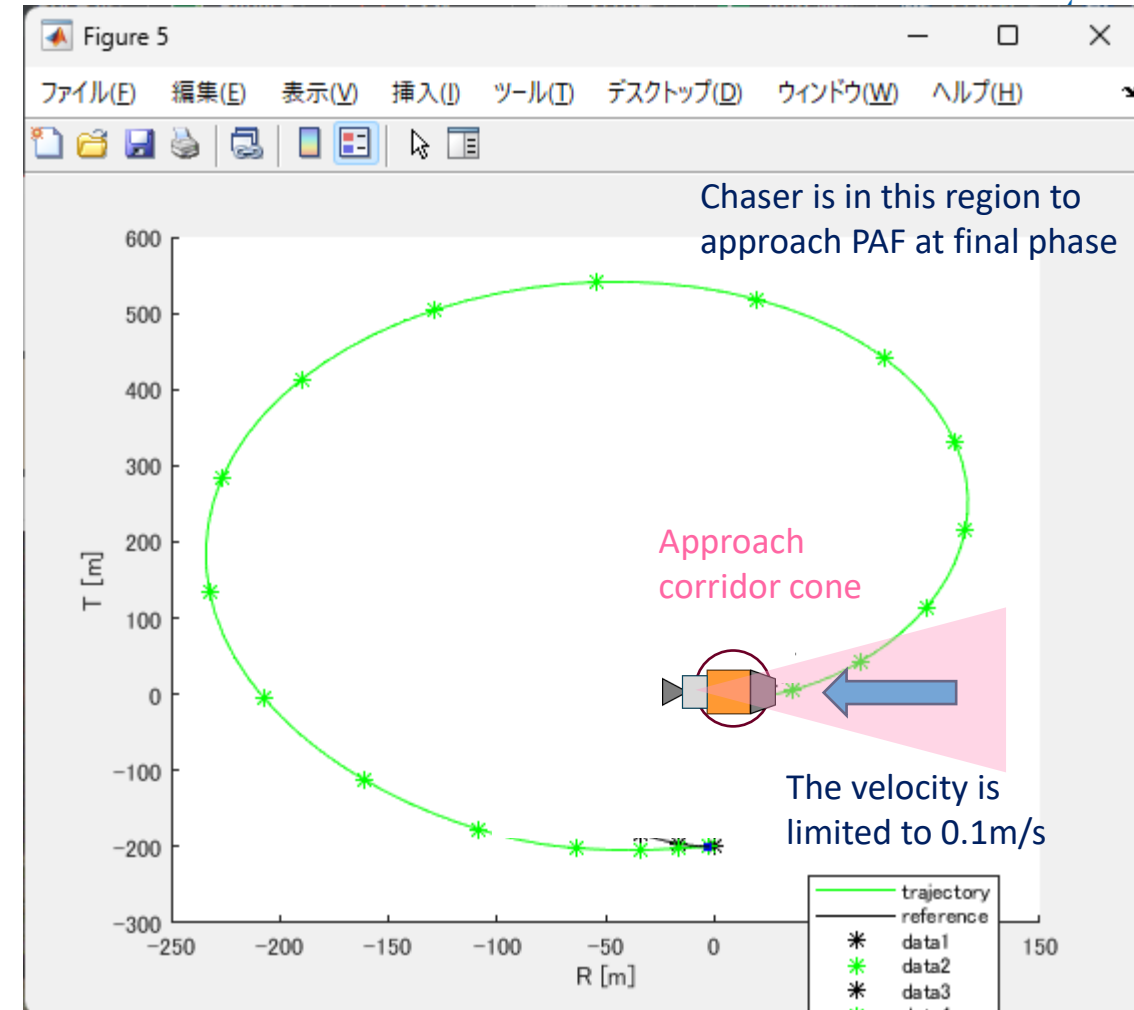 Figure 5
ファイル(F) 編集(E) 表示(V) 挿入(I) ツール(T) デスクトップ(D) ウィンドウ(W) ヘルプ(H)
Chaser is in this region to
approach PAF at final phase
600
500
400
300
200
100
0
-100
-200
-300
T [m]
Approach
corridor cone
The velocity is
limited to 0.1m/s
trajectory
reference
data1
data2
data3
-250 -200 -150 -100 -50 0 150
R [m]